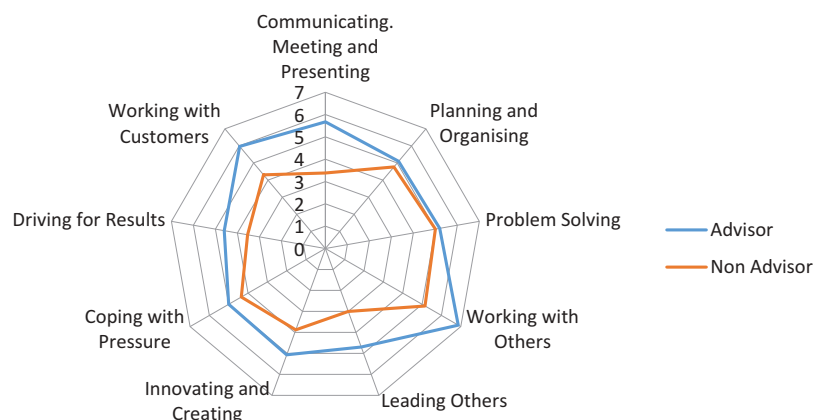 Communicating.
Meeting and
Presenting
Planning and
Organising
Problem Solving
Working with
Others
Leading Others
Innovating and
Creating
Coping with
Pressure
Driving for Results
Working with
Customers
7
6
5
4
3
2
1
0
Advisor
Non Advisor